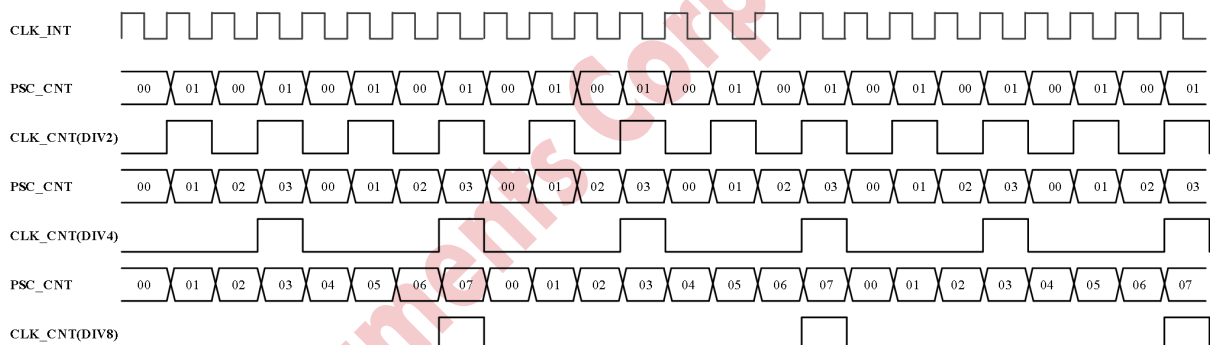 CLK_INT
PSC_CNT 00 01 00 01 00 01 00 01 00 01 00 01 00 01 00 01 00 01 00 01 00 01 00 01
CLK_CNT(DIV2)
PSC_CNT 00 01 02 03 00 01 02 03 00 01 02 03 00 01 02 03 00 01 02 03 00 01 02 03
CLK_CNT(DIV4)
PSC_CNT 00 01 02 03 04 05 06 07 00 01 02 03 04 05 06 07 00 01 02 03 04 05 06 07
CLK_CNT(DIV8)
uments Corp